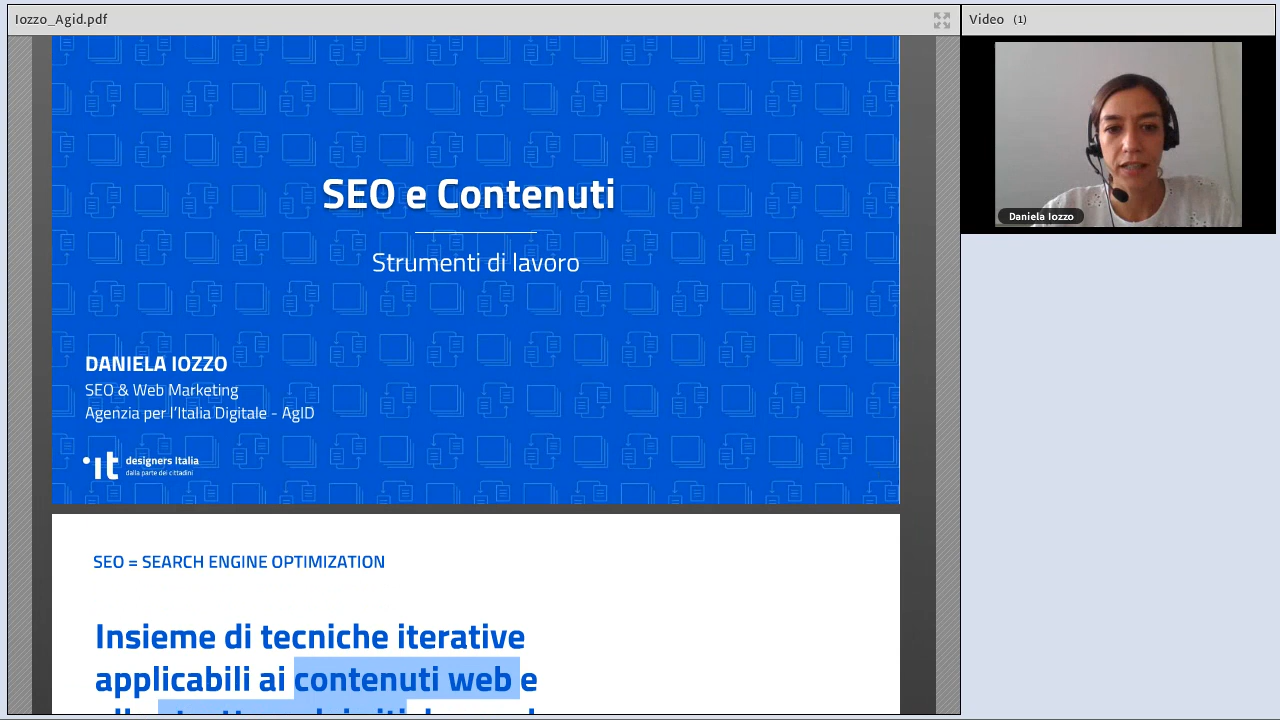 Iozzo_Agid.pdf
Video (1)
SEO e Contenuti
Strumenti di lavoro
DANIELA IOZZO
SEO & Web Marketing
Agenzia per l'Italia Digitale - AgID
it designers Italia
dalla parte dei cittadini
Daniela Iozzo
SEO = SEARCH ENGINE OPTIMIZATION
Insieme di tecniche iterative
applicabili ai contenuti web e